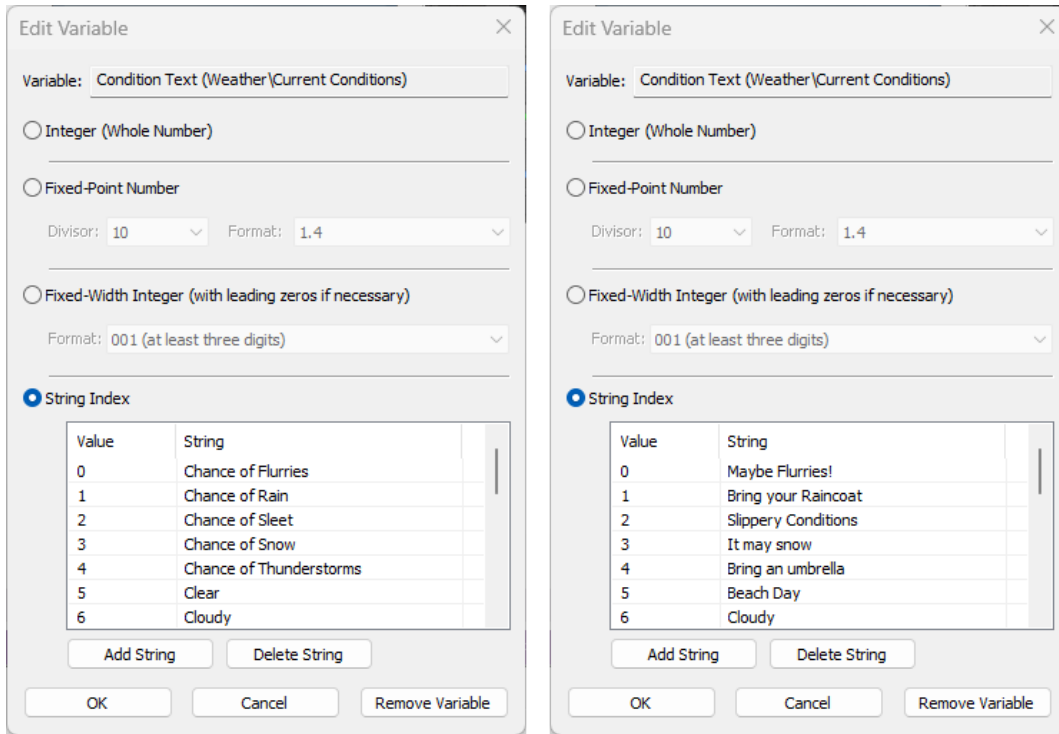 Edit Variable
Variable: Condition Text (Weather\Current Conditions)
Integer (Whole Number)
Fixed-Point Number
Divisor: 10 Format: 1.4
Fixed-Width Integer (with leading zeros if necessary)
Format: 001 (at least three digits)
String Index
Value String
0 Chance of Flurries
1 Chance of Rain
2 Chance of Sleet
3 Chance of Snow
4 Chance of Thunderstorms
5 Clear
6 Cloudy
Add String Delete String
OK Cancel Remove Variable
Edit Variable
Variable: Condition Text (Weather\Current Conditions)
Integer (Whole Number)
Fixed-Point Number
Divisor: 10 Format: 1.4
Fixed-Width Integer (with leading zeros if necessary)
Format: 001 (at least three digits)
String Index
Value String
0 Maybe Flurries!
1 Bring your Raincoat
2 Slippery Conditions
3 It may snow
4 Bring an umbrella
5 Beach Day
6 Cloudy
Add String Delete String
OK Cancel Remove Variable